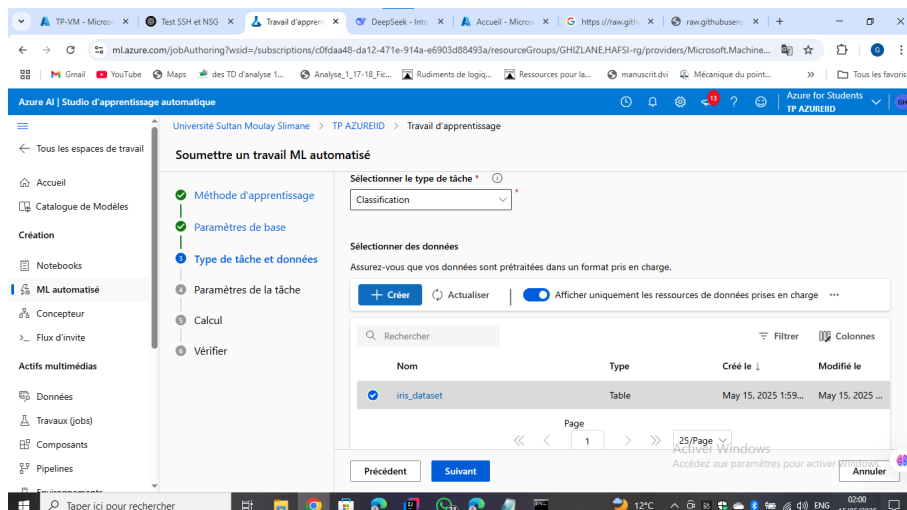 TP-VM - Micros
Test SSH et NSG
Travail d'apprent
DeepSeek - Into
Accueil - Micros
https://raw.gith
raw.githubuserc
ml.azure.com/jobAuthoring?wsid=/subscriptions/c0fdaa48-da12-471e-914a-e6903d88493a/resourceGroups/GHIZLANE.HAFSI-rg/providers/Microsoft.Machine...
Gmail YouTube Maps des TD d'analyse 1... Analyse_1_17-18_Fic... Rudiments de logiq... Ressources pour la... manuscrit.dvi Mécanique du point... » Tous les favoris
Azure AI | Studio d'apprentissage automatique
13
Azure for Students
TP AZUREIID
GH
Université Sultan Moulay Slimane > TP AZUREIID > Travail d'apprentissage
Tous les espaces de travail
Accueil
Catalogue de Modèles
Création
Notebooks
ML automatisé
Concepteur
Flux d'invite
Actifs multimédias
Données
Travaux (jobs)
Composants
Pipelines
Environnements
Soumettre un travail ML automatisé
Méthode d'apprentissage
Paramètres de base
3 Type de tâche et données
4 Paramètres de la tâche
5 Calcul
6 Vérifier
Sélectionner le type de tâche *
Classification
Sélectionner des données
Assurez-vous que vos données sont prétraitées dans un format pris en charge.
Créer Actualiser Afficher uniquement les ressources de données prises en charge ...
Rechercher Filtrer Colonnes
Nom Type Créé le ↓ Modifié le
iris_dataset Table May 15, 2025 1:59... May 15, 2025 ...
Page
1 25/Page
Activer Windows
Accédez aux paramètres pour activer Windows.
Précédent Suivant Annuler
Taper ici pour rechercher
12°C
ENG
02:00